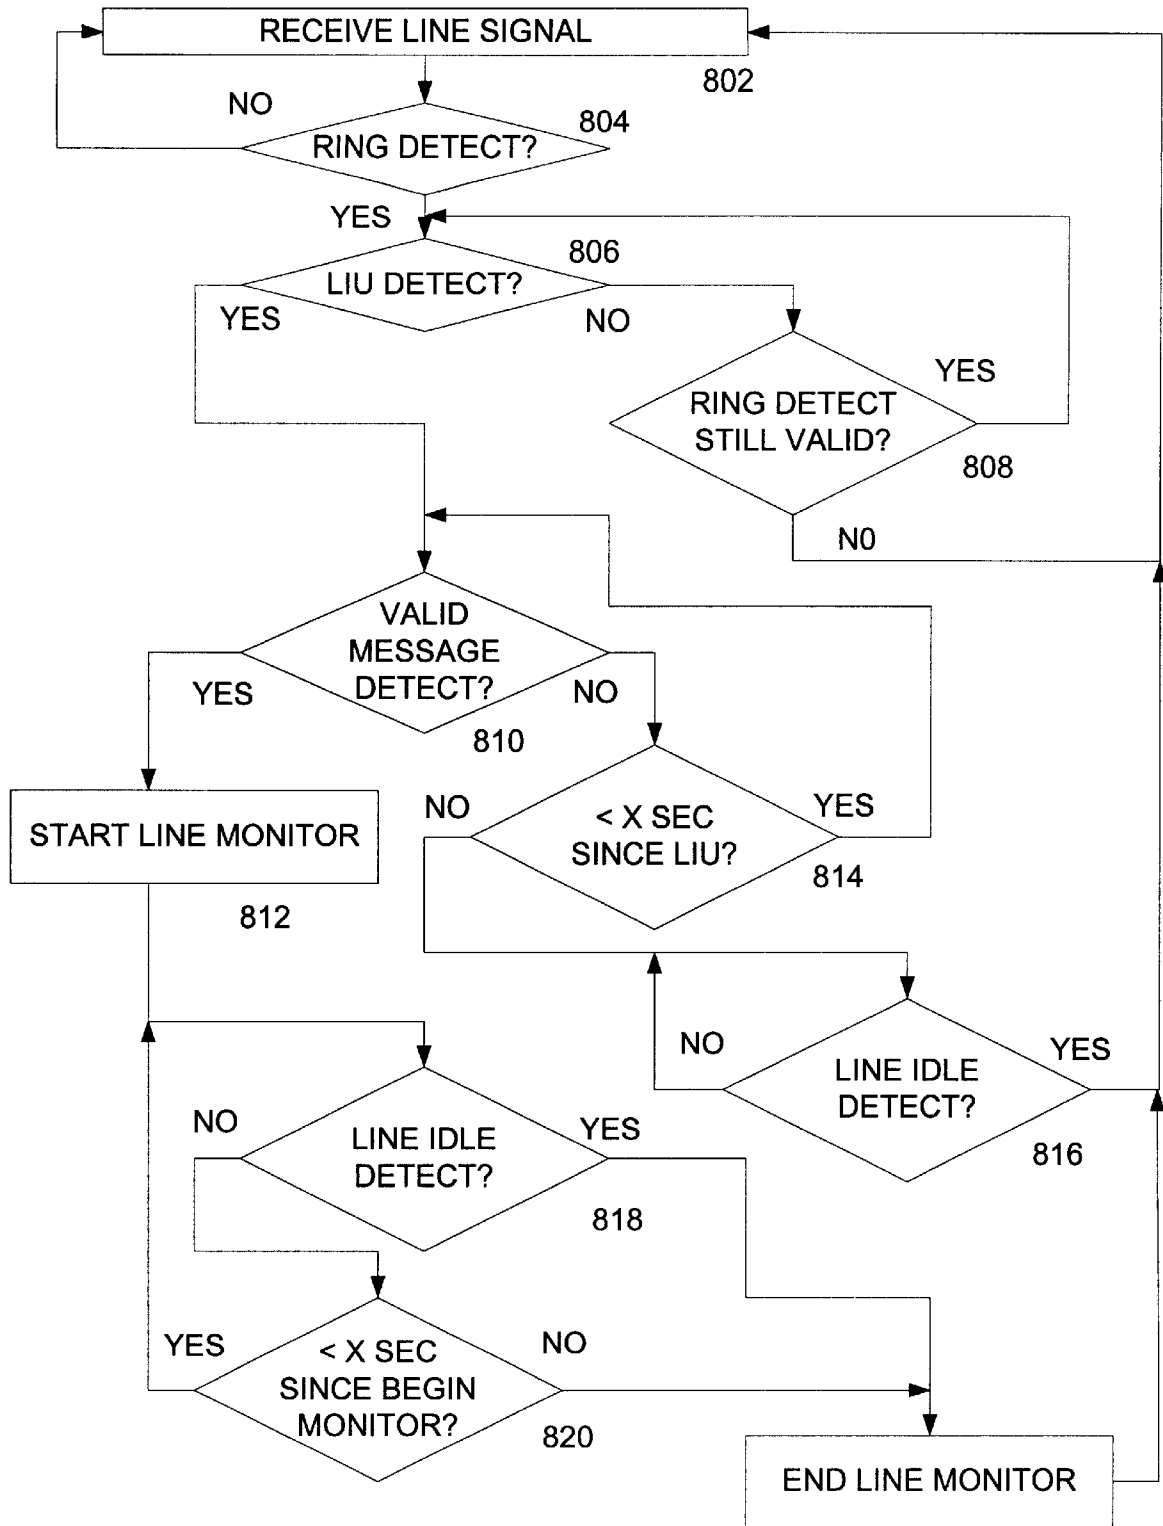 RECEIVE LINE SIGNAL
802
NO
804
RING DETECT?
YES
806
LIU DETECT?
YES
NO
YES
RING DETECT
STILL VALID?
808
N0
VALID
MESSAGE
DETECT?
YES
NO
810
NO
YES
< X SEC
SINCE LIU?
START LINE MONITOR
814
812
NO
YES
LINE IDLE
DETECT?
816
NO
YES
LINE IDLE
DETECT?
818
YES
NO
< X SEC
SINCE BEGIN
MONITOR?
820
END LINE MONITOR